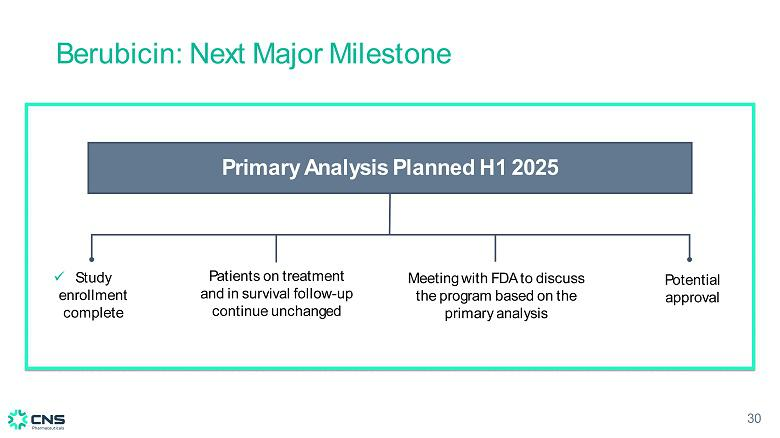 Berubicin: Next Major Milestone
Primary Analysis Planned H1 2025
✓ Study
enrollment
complete
Patients on treatment
and in survival follow-up
continue unchanged
Meeting with FDA to discuss
the program based on the
primary analysis
Potential
approval
CNS
Pharmaceuticals
30